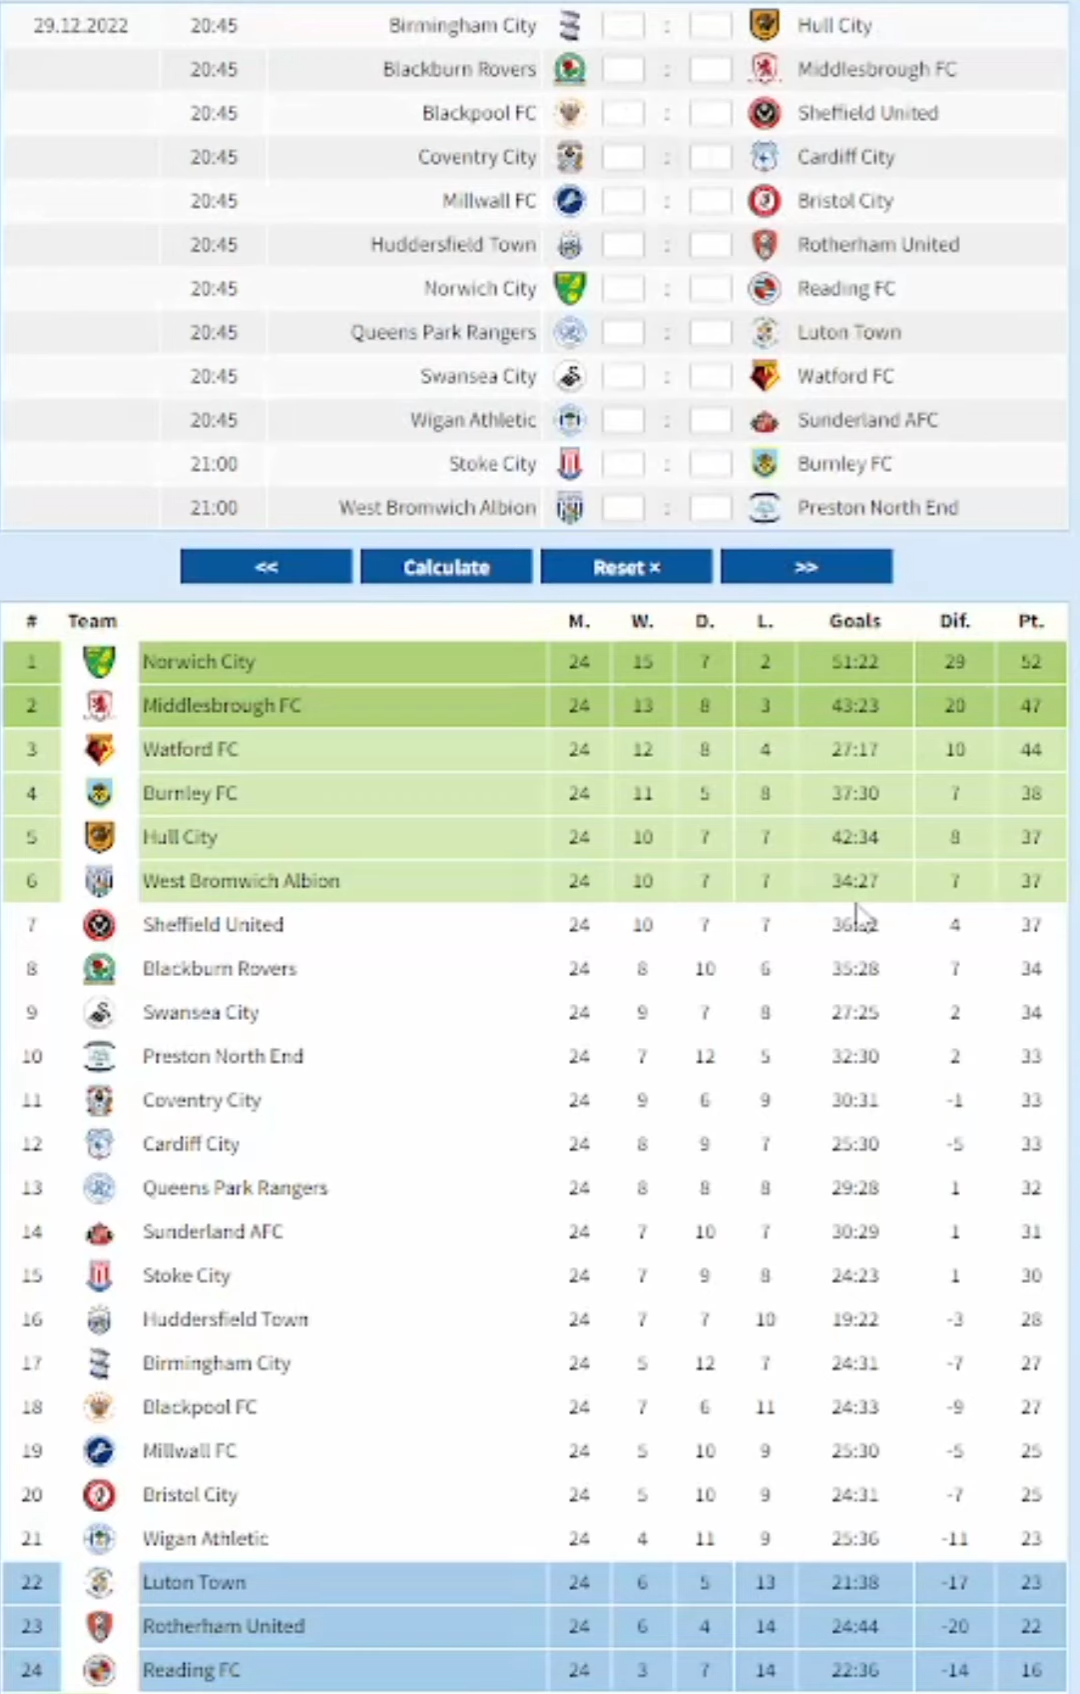 29.12.2022 20:45 Birmingham City : Hull City
20:45 Blackburn Rovers : Middlesbrough FC
20:45 Blackpool FC : Sheffield United
20:45 Coventry City : Cardiff City
20:45 Millwall FC : Bristol City
20:45 Huddersfield Town : Rotherham United
20:45 Norwich City : Reading FC
20:45 Queens Park Rangers : Luton Town
20:45 Swansea City : Watford FC
20:45 Wigan Athletic : Sunderland AFC
21:00 Stoke City : Burnley FC
21:00 West Bromwich Albion : Preston North End
<< Calculate Reset × >>
# Team M. W. D. L. Goals Dif. Pt.
1 Norwich City 24 15 7 2 51:22 29 52
2 Middlesbrough FC 24 13 8 3 43:23 20 47
3 Watford FC 24 12 8 4 27:17 10 44
4 Burnley FC 24 11 5 8 37:30 7 38
5 Hull City 24 10 7 7 42:34 8 37
6 West Bromwich Albion 24 10 7 7 34:27 7 37
7 Sheffield United 24 10 7 7 4 37
8 Blackburn Rovers 24 8 10 6 35:28 7 34
9 Swansea City 24 9 7 8 27:25 2 34
10 Preston North End 24 7 12 5 32:30 2 33
11 Coventry City 24 9 6 9 30:31 -1 33
12 Cardiff City 24 8 9 7 25:30 -5 33
13 Queens Park Rangers 24 8 8 8 29:28 1 32
14 Sunderland AFC 24 7 10 7 30:29 1 31
15 Stoke City 24 7 9 8 24:23 1 30
16 Huddersfield Town 24 7 7 10 19:22 -3 28
17 Birmingham City 24 5 12 7 24:31 -7 27
18 Blackpool FC 24 7 6 11 24:33 -9 27
19 Millwall FC 24 5 10 9 25:30 -5 25
20 Bristol City 24 5 10 9 24:31 -7 25
21 Wigan Athletic 24 4 11 9 25:36 -11 23
22 Luton Town 24 6 5 13 21:38 -17 23
23 Rotherham United 24 6 4 14 24:44 -20 22
24 Reading FC 24 3 7 14 22:36 -14 16